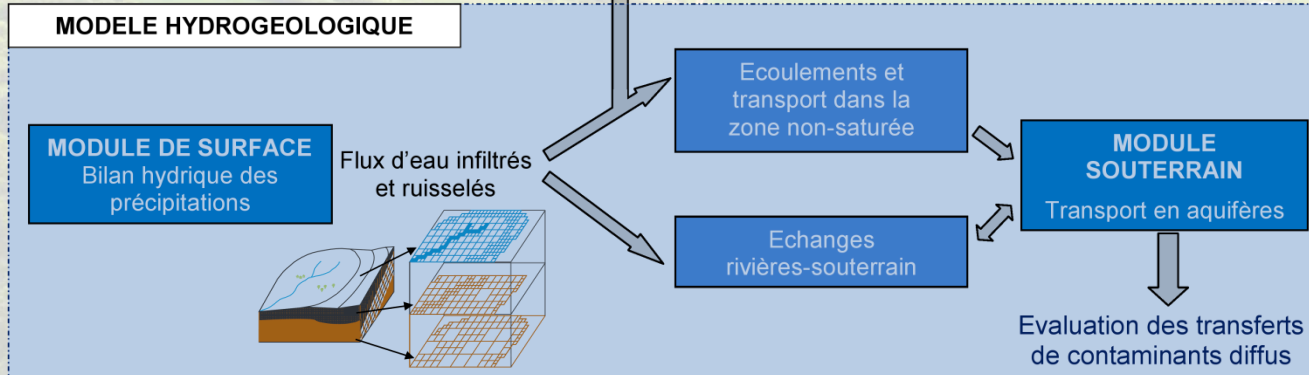 MODELE HYDROGEOLOGIQUE
MODULE DE SURFACE
Bilan hydrique des
précipitations
Flux d'eau infiltrés
et ruisselés
Ecoulements et
transport dans la
zone non-saturée
Echanges
rivières-souterrain
MODULE
SOUTERRAIN
Transport en aquifères
Evaluation des transferts
de contaminants diffus